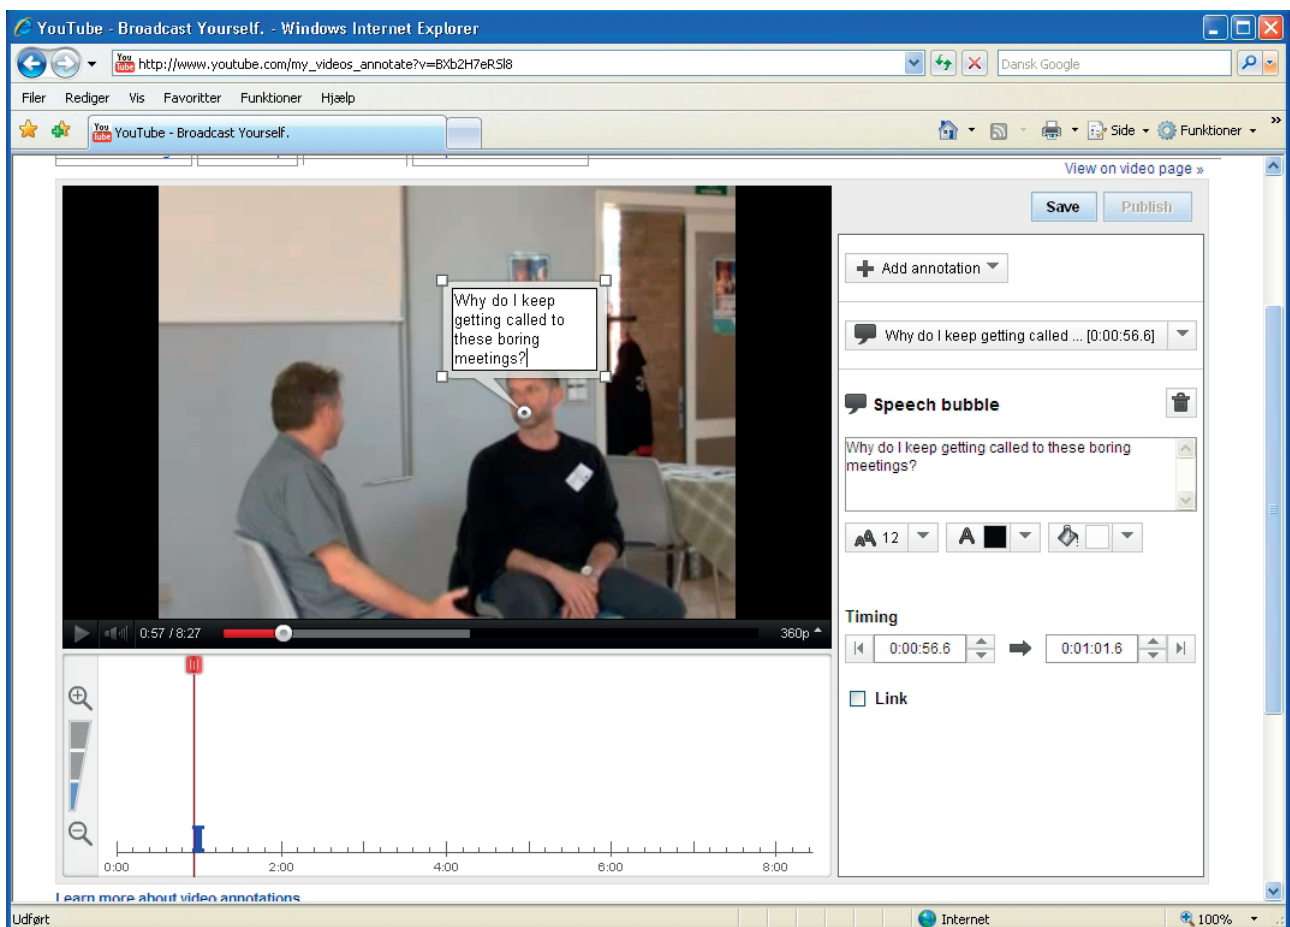 YouTube - Broadcast Yourself. - Windows Internet Explorer
http://www.youtube.com/my_videos_annotate?v=BXb2H7eRSl8
Dansk Google
Filer Rediger Vis Favoritter Funktioner Hjælp
YouTube - Broadcast Yourself.
Side Funktioner »
View on video page »
Save Publish
Add annotation
Why do I keep getting called ... [0:00:56.6]
Why do I keep
getting called to
these boring
meetings?
Speech bubble
Why do I keep getting called to these boring
meetings?
12 A
Timing
0:00:56.6 0:01:01.6
Link
0:57 / 8:27 360p
0:00 2:00 4:00 6:00 8:00
Learn more about video annotations
Udført Internet 100%